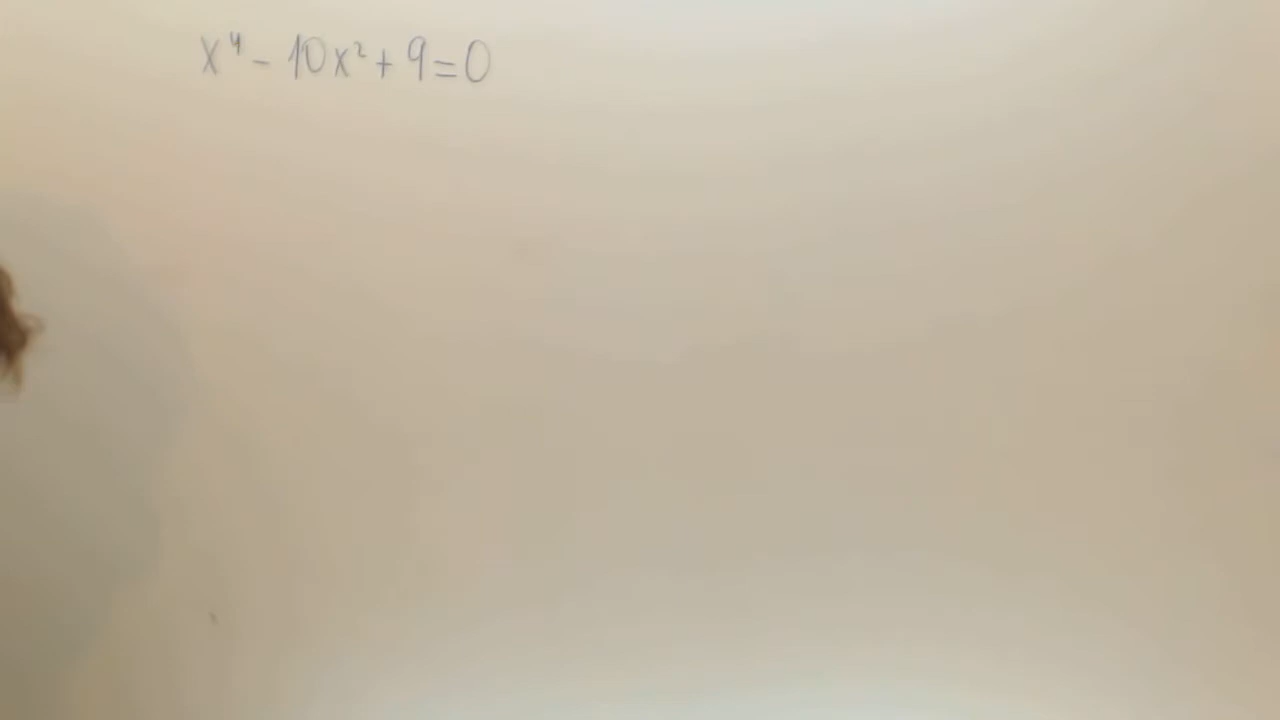 x⁴ - 10x² + 9 = 0